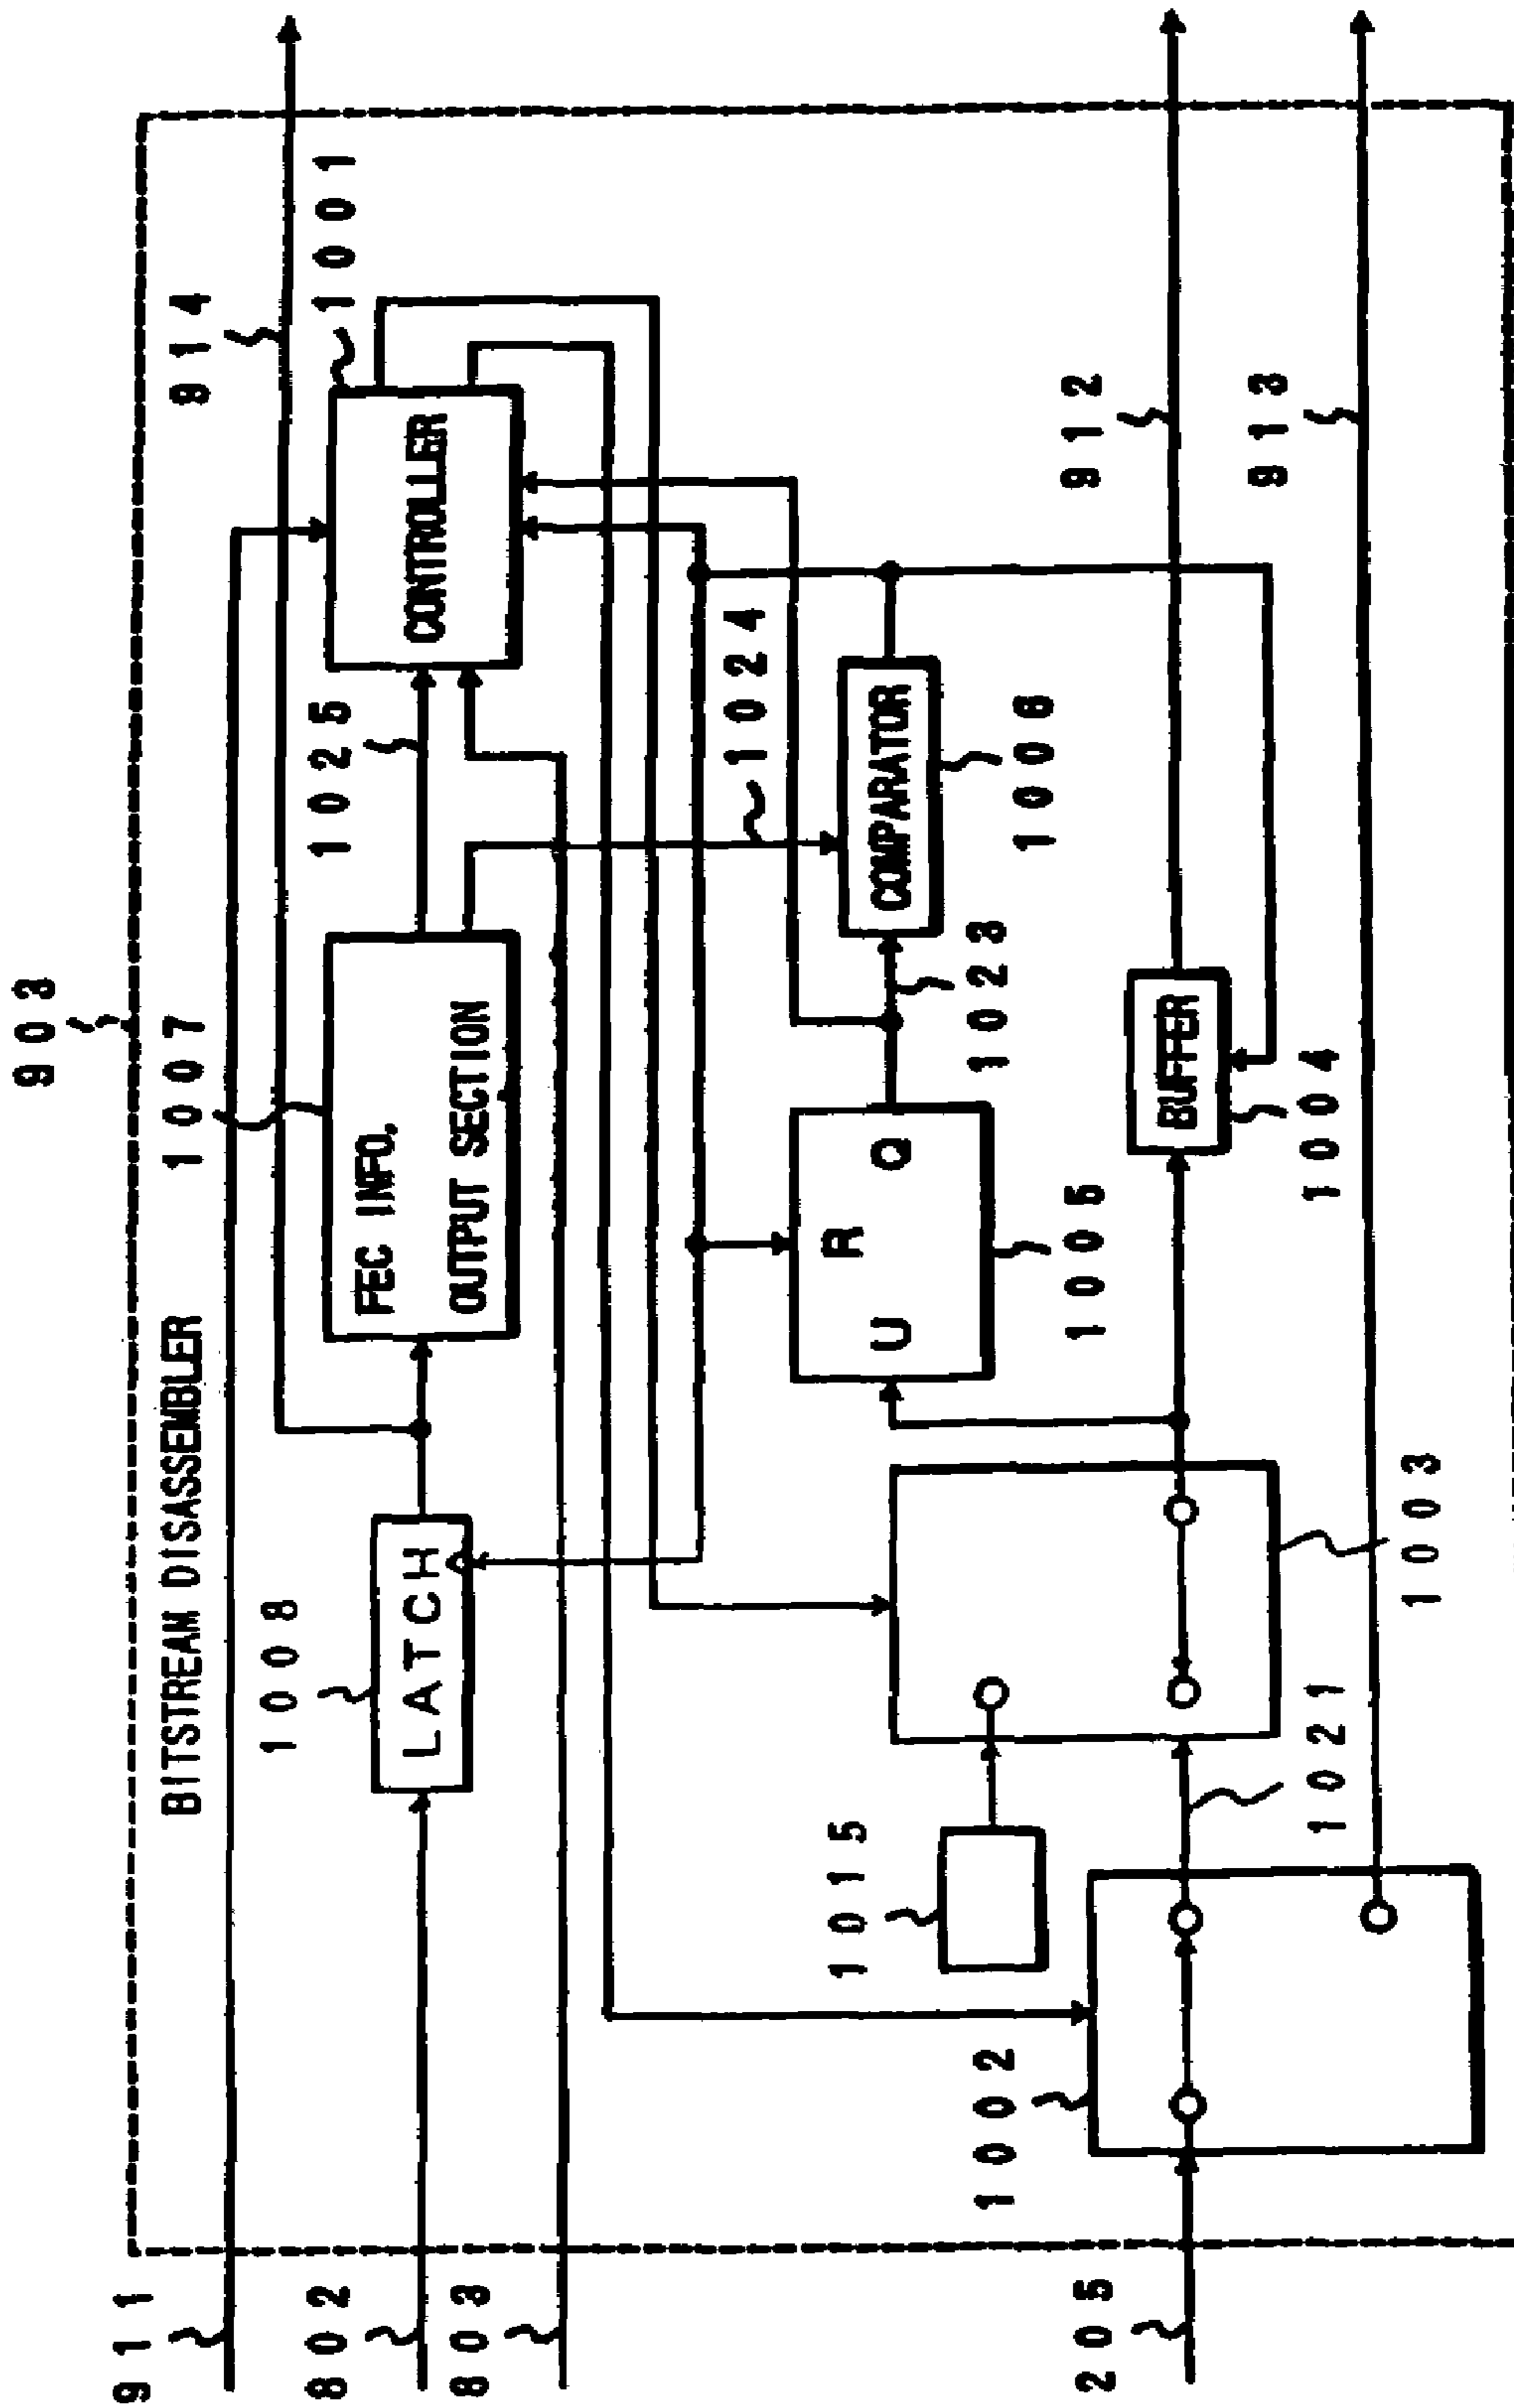 903
BITSTREAM DISASSEMBLER
911
914
1007
1008
1025
1001
802
LATCH
FEC INFO.
OUTPUT SECTION
CONTROLLER
803
1024
1015
U R Q
COMPARATOR
1023
1006
1002
1005
912
205
BUFFER
913
1021
1003
1004